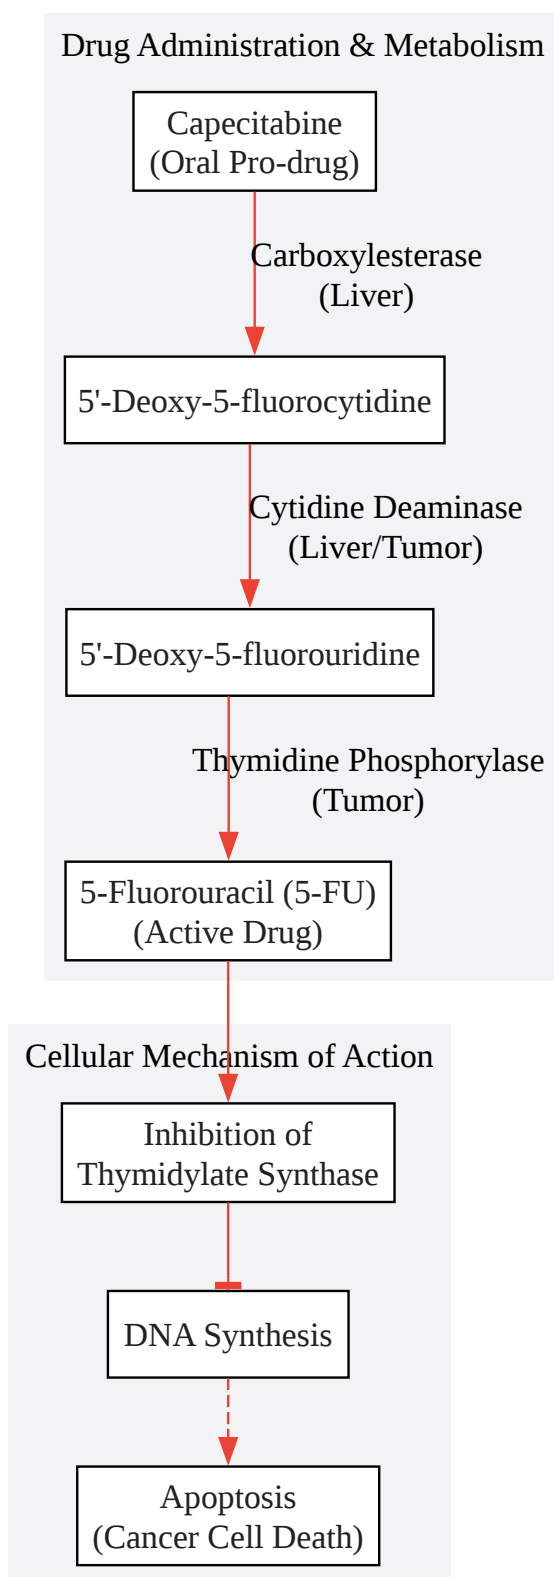 Drug Administration & Metabolism
Capecitabine
(Oral Pro-drug)
Carboxylesterase
(Liver)
5'-Deoxy-5-fluorocytidine
Cytidine Deaminase
(Liver/Tumor)
5'-Deoxy-5-fluorouridine
Thymidine Phosphorylase
(Tumor)
5-Fluorouracil (5-FU)
(Active Drug)
Cellular Mechanism of Action
Inhibition of
Thymidylate Synthase
DNA Synthesis
Apoptosis
(Cancer Cell Death)